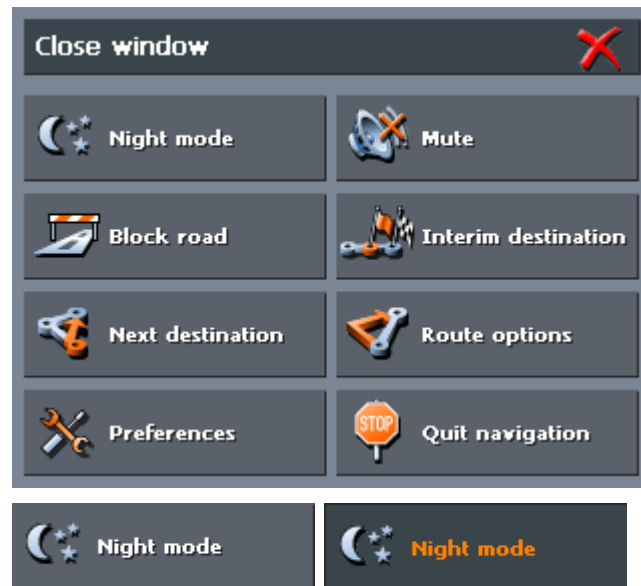 Close window
Night mode
Mute
Block road
Interim destination
Next destination
Route options
Preferences
STOP
Quit navigation
Night mode
Night mode